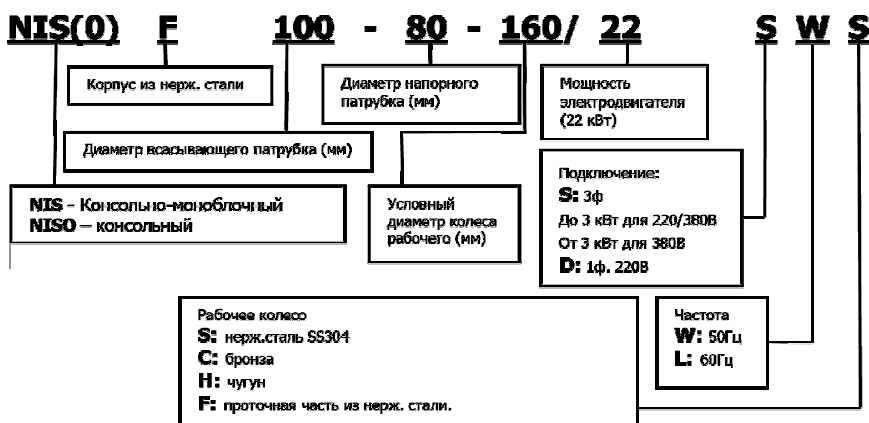 NIS(0) F 100 - 80 - 160/ 22 S W S
Корпус из нерж. стали
Диаметр напорного
патрубка (мм)
Мощность
электродвигателя
(22 кВт)
Диаметр всасывающего патрубка (мм)
NIS - Консольно-моноблочный
NISO – консольный
Условный
диаметр колеса
рабочего (мм)
Подключение:
S: 3ф
До 3 кВт для 220/380В
От 3 кВт для 380В
D: 1ф. 220В
Рабочее колесо
S: нерж.сталь SS304
C: бронза
H: чугун
F: проточная часть из нерж. стали.
Частота
W: 50Гц
L: 60Гц